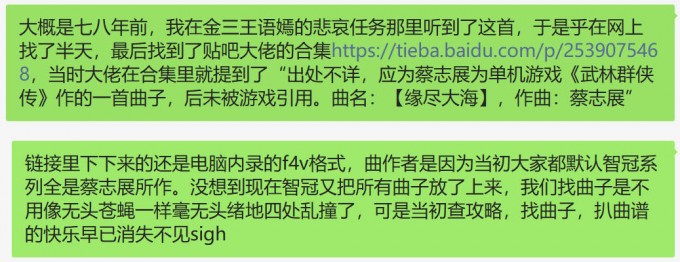 大概是七八年前，我在金三王语嫣的悲哀任务那里听到了这首，于是乎在网上
找了半天，最后找到了贴吧大佬的合集https://tieba.baidu.com/p/253907546
8，当时大佬在合集里就提到了“出处不详，应为蔡志展为单机游戏《武林群侠
传》作的一首曲子，后未被游戏引用。曲名：【缘尽大海】，作曲：蔡志展”
链接里下下来的还是电脑内录的f4v格式，曲作者是因为当初大家都默认智冠系
列全是蔡志展所作。没想到现在智冠又把所有曲子放了上来，我们找曲子是不
用像无头苍蝇一样毫无头绪地四处乱撞了，可是当初查攻略，找曲子，扒曲谱
的快乐早已消失不见sigh